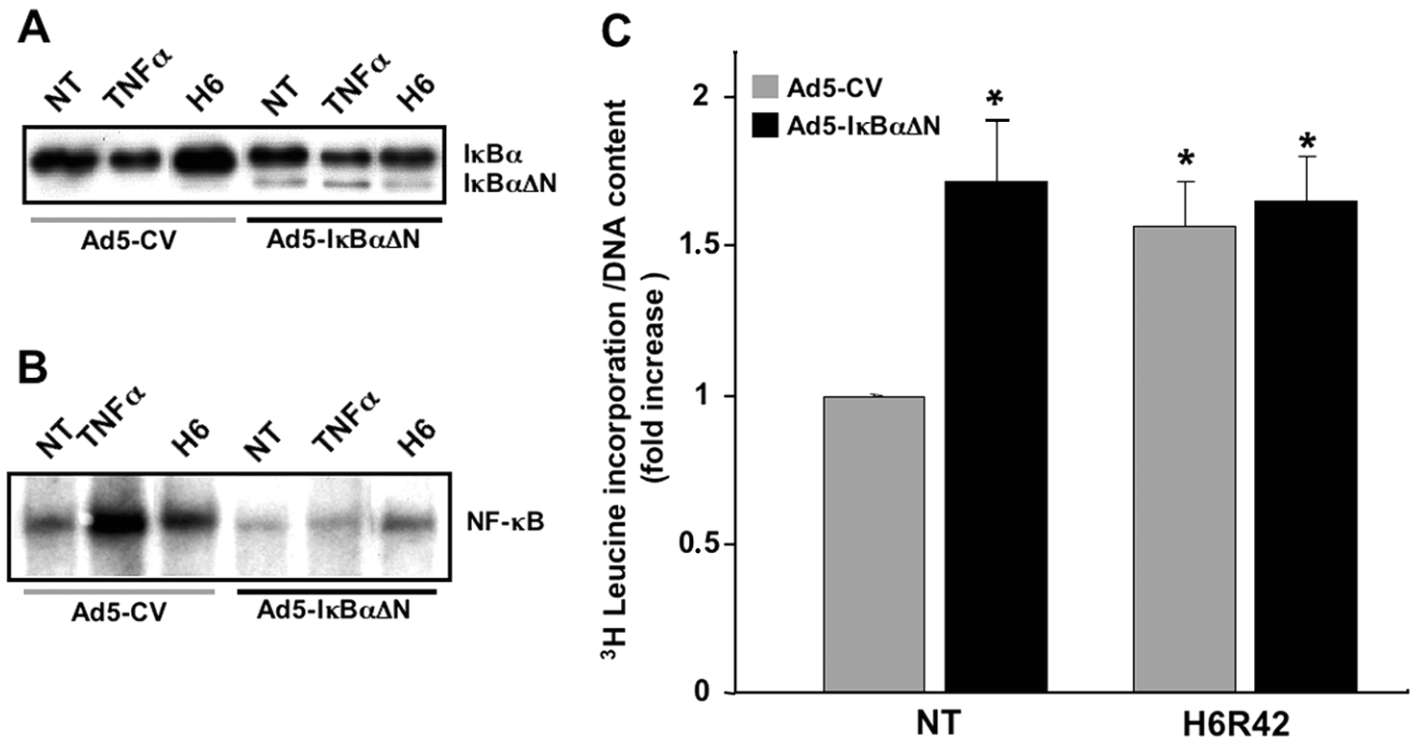 A
NT TNFα H6 NT TNFα H6
IκBα
IκBαΔN
Ad5-CV Ad5-IκBαΔN
B
NT TNFα H6 NT TNFα H6
NF-κB
Ad5-CV Ad5-IκBαΔN
C
³H Leucine incorporation /DNA content
(fold increase )
Ad5-CV
Ad5-IκBαΔN
2
1.5
1
0.5
0
* * *
NT H6R42